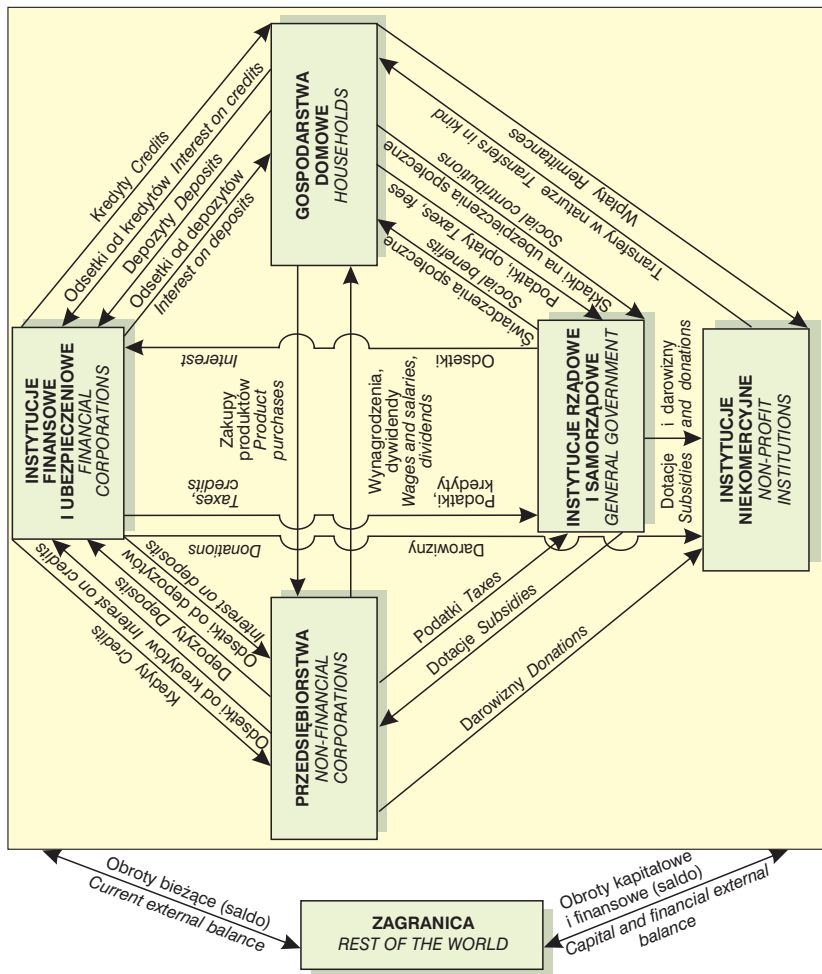 GOSPODARSTWA
DOMOWE
HOUSEHOLDS
Kredyty Credits
Odsetki od kredytów Interest on credits
Depozyty Deposits
Odsetki od depozytów
Interest on deposits
Wpłaty Remittances
Transfery w naturze Transfers in kind
Składki na ubezpieczenia społeczne
Social contributions
Podatki, opłaty Taxes, fees
Świadczenia społeczne
Social benefits
INSTYTUCJE
FINANSOWE
I UBEZPIECZENIOWE
FINANCIAL
CORPORATIONS
Odsetki
Interest
Zakupy
produktów
Product
purchases
Wynagrodzenia,
dywidendy
Wages and salaries,
dividends
INSTYTUCJE RZĄDOWE
I SAMORZĄDOWE
GENERAL GOVERNMENT
Dotacje i darowizny
Subsidies and donations
INSTYTUCJE
NIEKOMERCYJNE
NON-PROFIT
INSTITUTIONS
Podatki,
kredyty
Taxes,
credits
Darowizny
Donations
Odsetki od depozytów
Interest on deposits
Depozyty Deposits
Odsetki od kredytów Interest on credits
Kredyty Credits
PRZEDSIĘBIORSTWA
NON-FINANCIAL
CORPORATIONS
Podatki Taxes
Dotacje Subsidies
Darowizny Donations
Obroty bieżące (saldo)
Current external
balance
ZAGRANICA
REST OF THE WORLD
Obroty kapitałowe
i finansowe (saldo)
Capital and financial external
balance